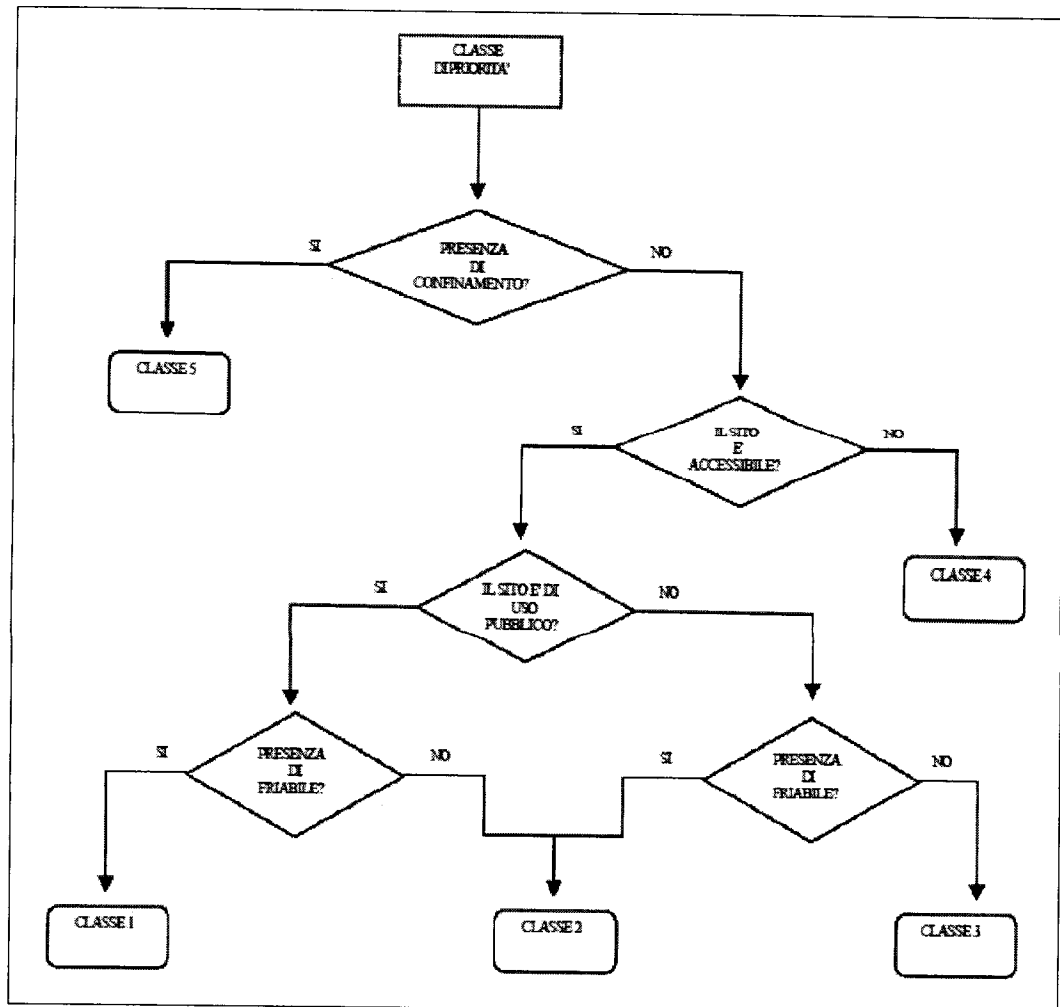 CLASSE
DI PRIORITA'
SI
PRESENZA
DI
CONFINAMENTO?
NO
CLASSE 5
SI
IL SITO
E
ACCESSIBILE?
NO
CLASSE 4
SI
IL SITO E' DI
USO
PUBBLICO?
NO
SI
PRESENZA
DI
FRIABILE?
NO
SI
PRESENZA
DI
FRIABILE?
NO
CLASSE 1
CLASSE 2
CLASSE 3